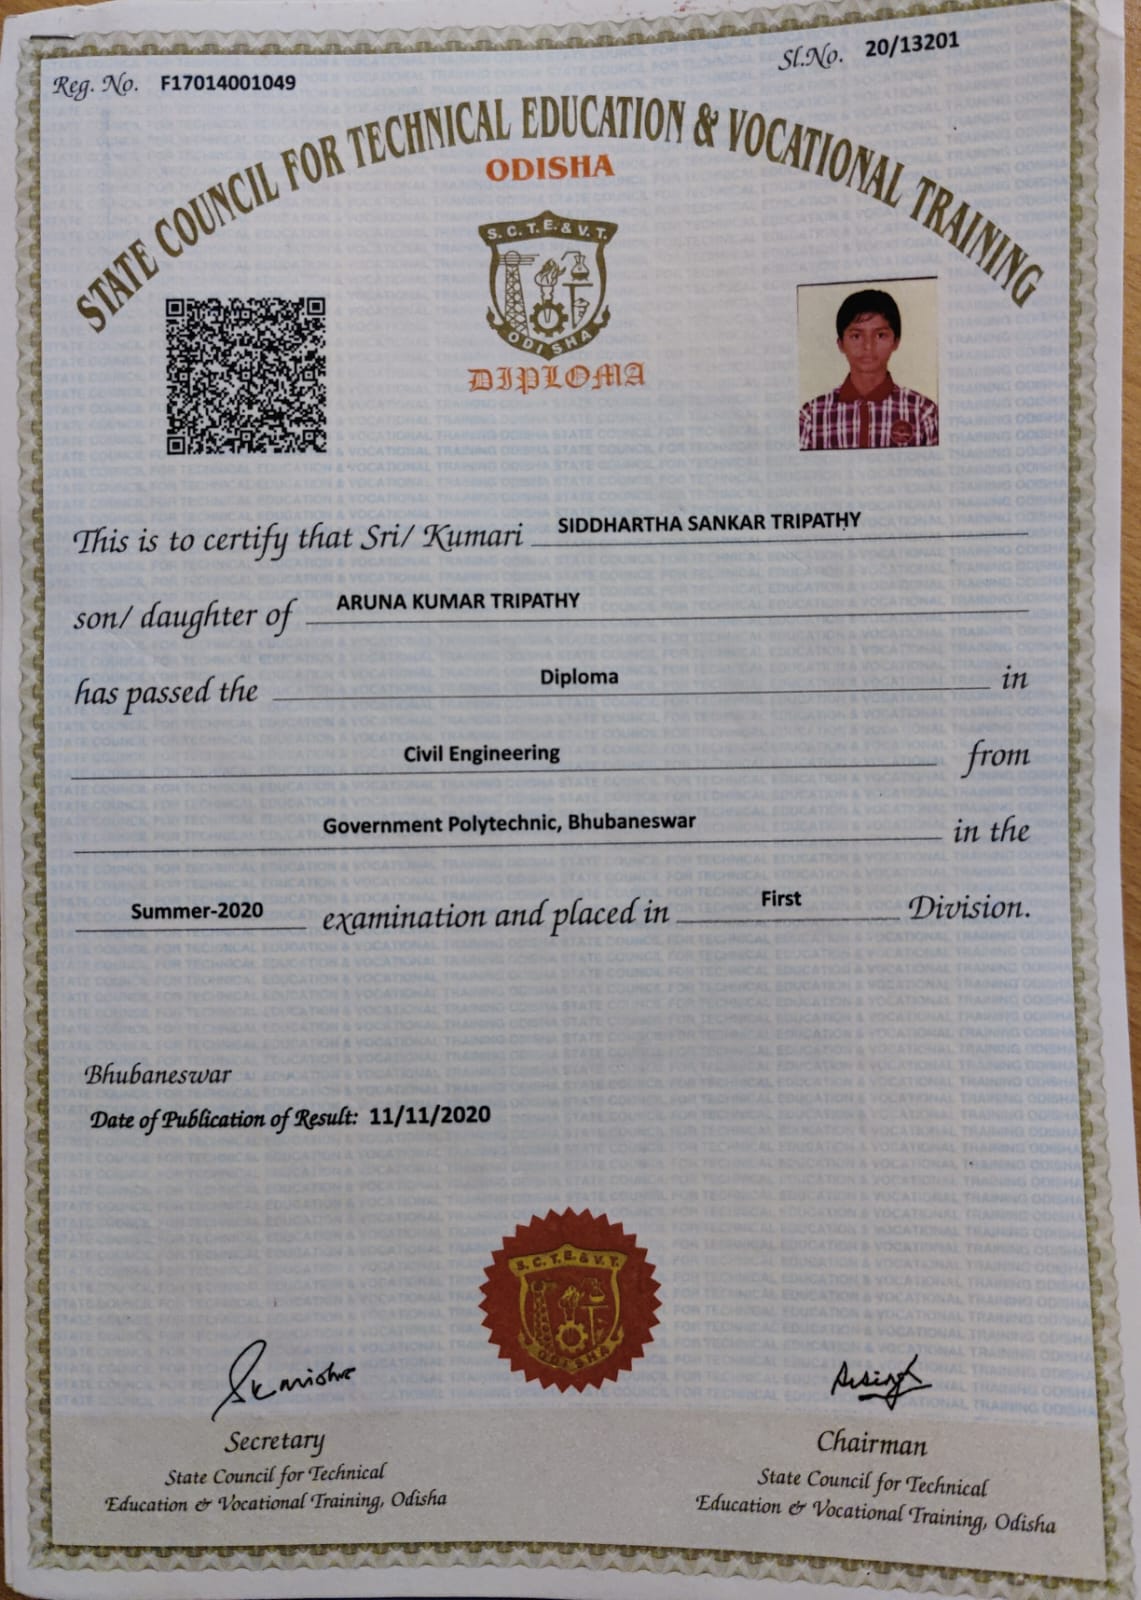 Reg. No. F17014001049
Sl.No. 20/13201
STATE COUNCIL FOR TECHNICAL EDUCATION & VOCATIONAL TRAINING
ODISHA
S.C.T.E.&V.T.
ODISHA
DIPLOMA
This is to certify that Sri/ Kumari SIDDHARTHA SANKAR TRIPATHY
son/ daughter of ARUNA KUMAR TRIPATHY
has passed the Diploma in
Civil Engineering from
Government Polytechnic, Bhubaneswar in the
Summer-2020 examination and placed in First Division.
Bhubaneswar
Date of Publication of Result: 11/11/2020
S.C.T.E.&V.T.
ODISHA
Secretary
State Council for Technical
Education & Vocational Training, Odisha
Chairman
State Council for Technical
Education & Vocational Training, Odisha